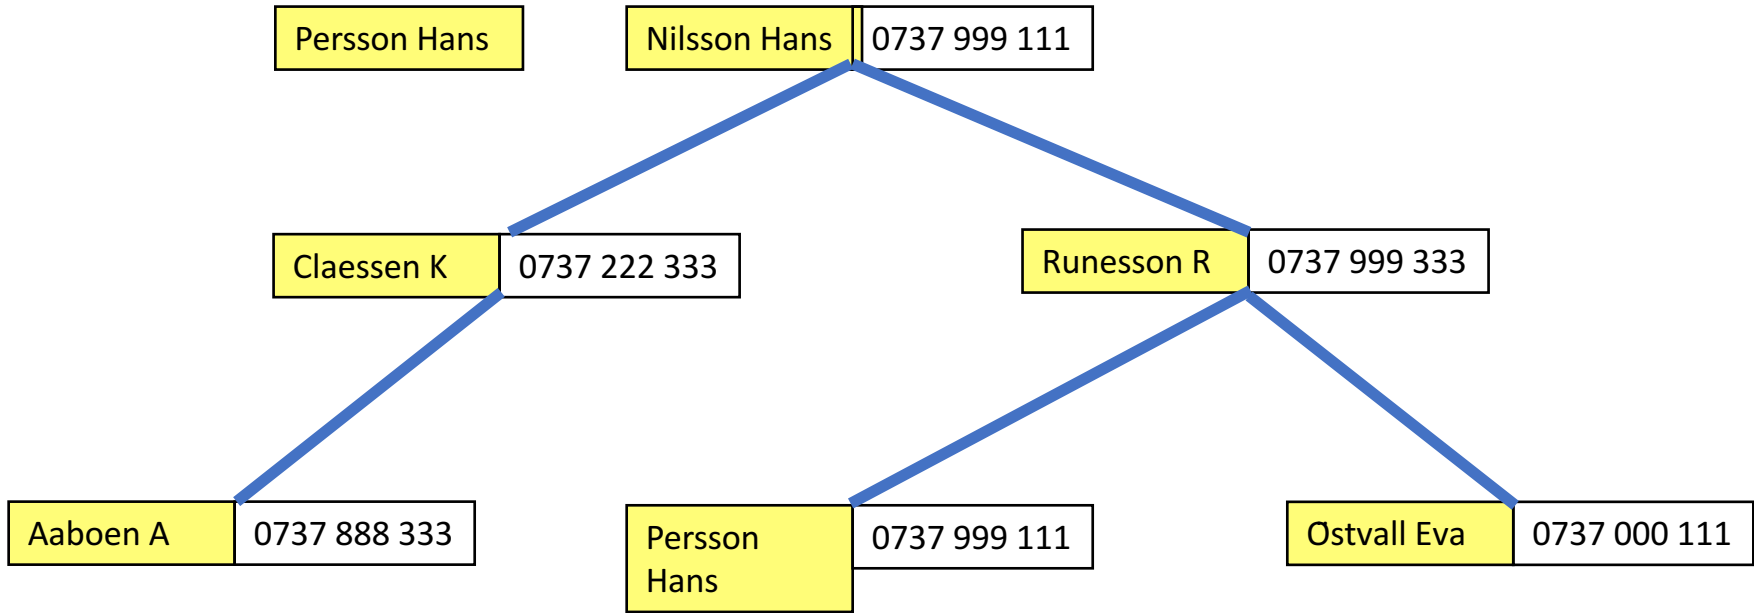 Persson Hans
Nilsson Hans 0737 999 111
Claessen K 0737 222 333
Runesson R 0737 999 333
Aaboen A 0737 888 333
Persson
Hans
0737 999 111
Östvall Eva 0737 000 111